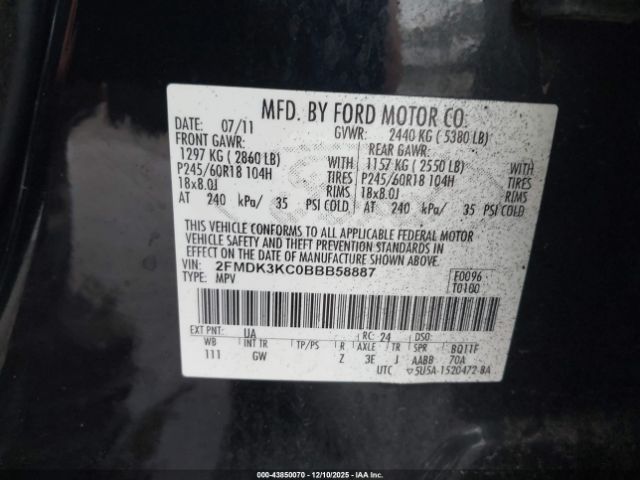 MFD. BY FORD MOTOR CO.
DATE: 07/11 GVWR: 2440 KG ( 5380 LB)
FRONT GAWR: REAR GAWR:
1297 KG ( 2860 LB) WITH 1157 KG ( 2550 LB) WITH
P245/60R18 104H TIRES P245/60R18 104H TIRES
18x8.0J RIMS 18x8.0J RIMS
AT 240 kPa/ 35 PSI COLD AT 240 kPa/ 35 PSI COLD
THIS VEHICLE CONFORMS TO ALL APPLICABLE FEDERAL MOTOR
VEHICLE SAFETY AND THEFT PREVENTION STANDARDS IN
EFFECT ON THE DATE OF MANUFACTURE SHOWN ABOVE.
VIN: 2FMDK3KC0BBB58887 F0096
TYPE: MPV T0100
EXT PNT: UA RC: 24 DSO:
WB INT TR TP/PS R AXLE TR SPR BQ11F
111 GW Z 3E J AABB 70A
UTC ▽5U5A-1520472-BA
000-43850070 12/10/2025 IAAI.CA